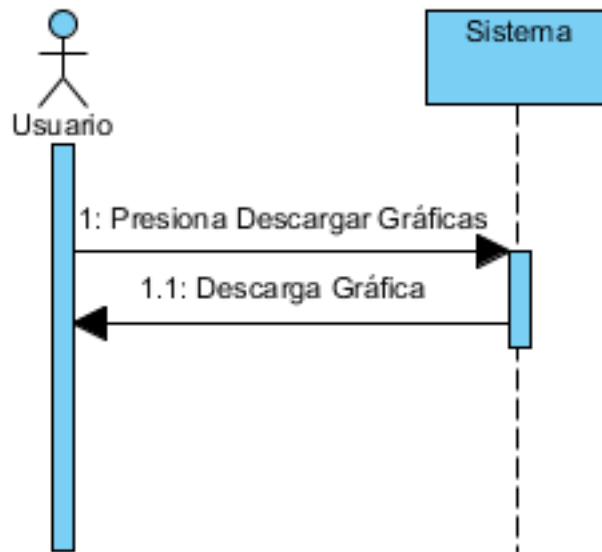 Sistema
Usuario
1: Presiona Descargar Gráficas
1.1: Descarga Gráfica